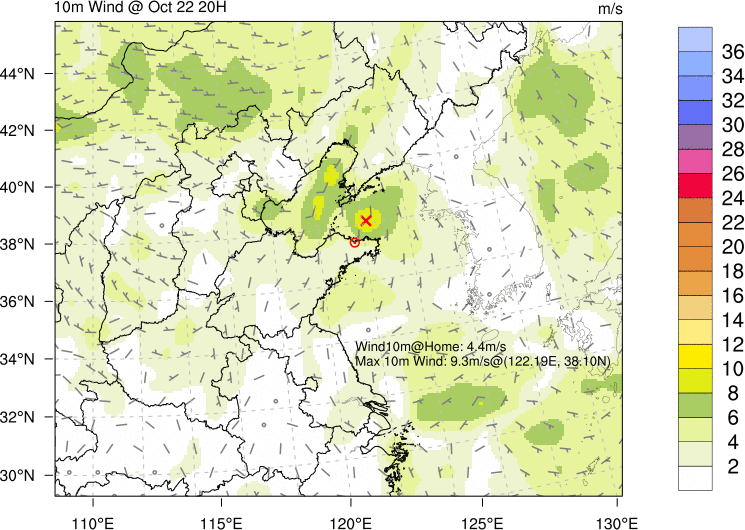 10m Wind @ Oct 22 20H
m/s
44°N
42°N
40°N
38°N
36°N
34°N
32°N
30°N
Wind10m@Home: 4.4m/s
Max 10m Wind: 9.3m/s@(122.19E, 38.10N)
110°E
115°E
120°E
125°E
130°E
36
34
32
30
28
26
24
22
20
18
16
14
12
10
8
6
4
2